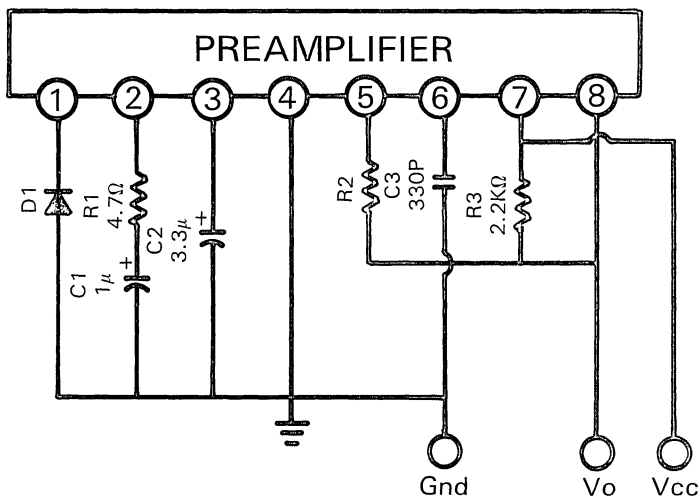 PREAMPLIFIER
1 2 3 4 5 6 7 8
D1
R1
4.7Ω
C1
1μ
+
C2
3.3μ
+
R2
C3
330P
R3
2.2KΩ
Gnd Vo Vcc